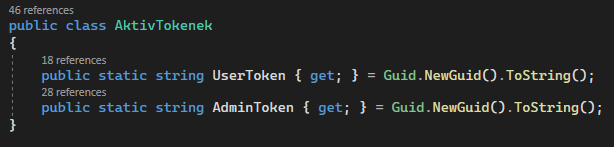 46 references
public class AktivTokenek
{
18 references
public static string UserToken { get; } = Guid.NewGuid().ToString();
28 references
public static string AdminToken { get; } = Guid.NewGuid().ToString();
}